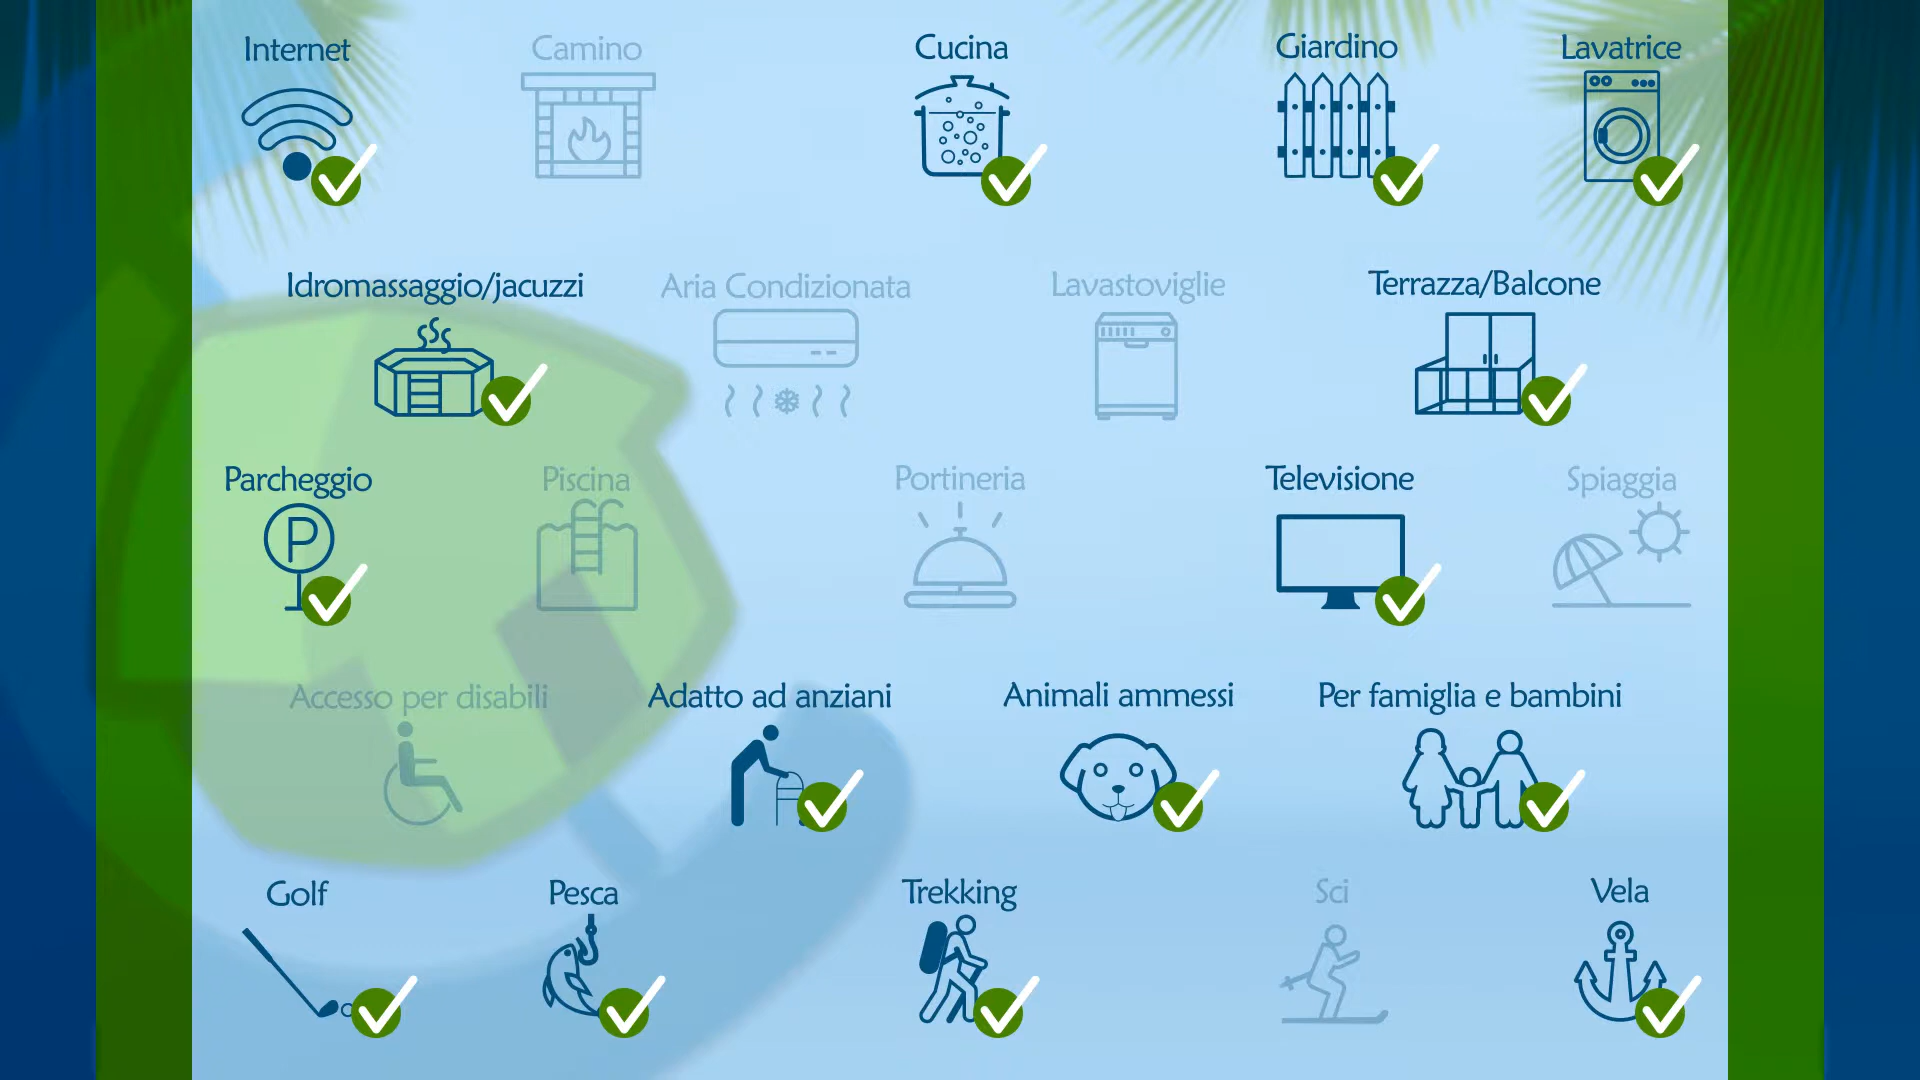 Internet
Camino
Cucina
Giardino
Lavatrice
Idromassaggio/jacuzzi
Aria Condizionata
Lavastoviglie
Terrazza/Balcone
Parcheggio
P
Piscina
Portineria
Televisione
Spiaggia
Accesso per disabili
Adatto ad anziani
Animali ammessi
Per famiglia e bambini
Golf
Pesca
Trekking
Sci
Vela